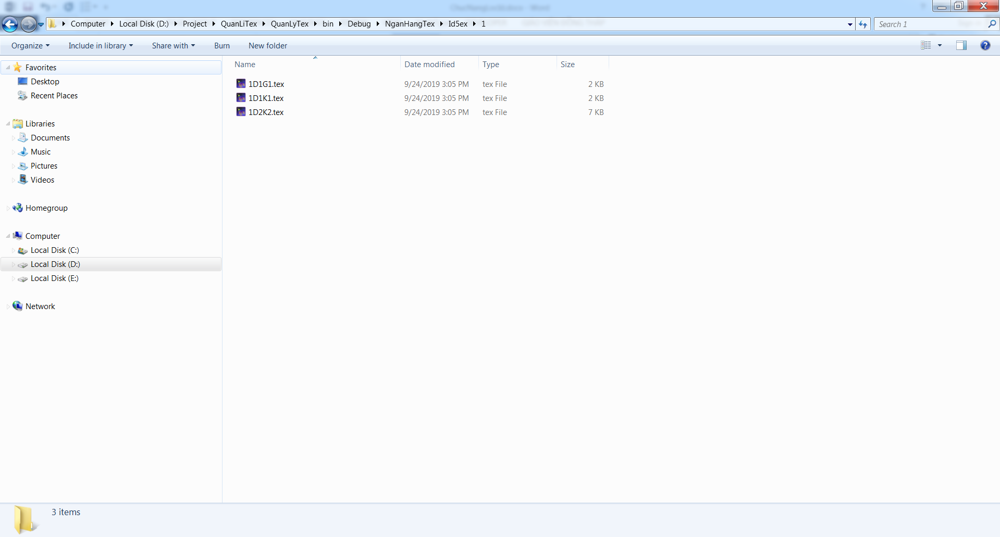 Computer Local Disk (D:) Project QuanLiTex QuanLyTex bin Debug NganHangTex Id5ex 1 Search 1
Organize Include in library Share with Burn New folder
Favorites
Desktop
Recent Places
Libraries
Documents
Music
Pictures
Videos
Homegroup
Computer
Local Disk (C:)
Local Disk (D:)
Local Disk (E:)
Network
Name Date modified Type Size
1D1G1.tex 9/24/2019 3:05 PM tex File 2 KB
1D1K1.tex 9/24/2019 3:05 PM tex File 2 KB
1D2K2.tex 9/24/2019 3:05 PM tex File 7 KB
3 items